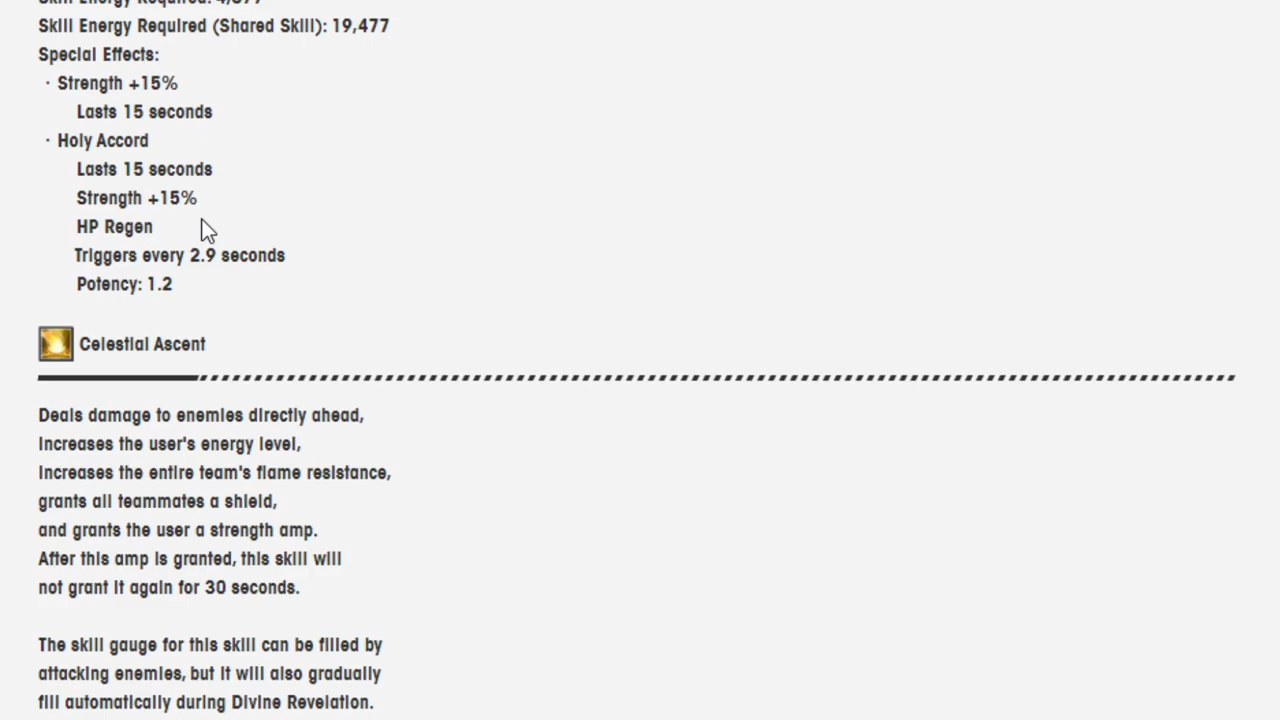 Skill Energy Required: 4,877
Skill Energy Required (Shared Skill): 19,477
Special Effects:
· Strength +15%
Lasts 15 seconds
· Holy Accord
Lasts 15 seconds
Strength +15%
HP Regen
Triggers every 2.9 seconds
Potency: 1.2
Celestial Ascent
Deals damage to enemies directly ahead,
increases the user's energy level,
increases the entire team's flame resistance,
grants all teammates a shield,
and grants the user a strength amp.
After this amp is granted, this skill will
not grant it again for 30 seconds.
The skill gauge for this skill can be filled by
attacking enemies, but it will also gradually
fill automatically during Divine Revelation.